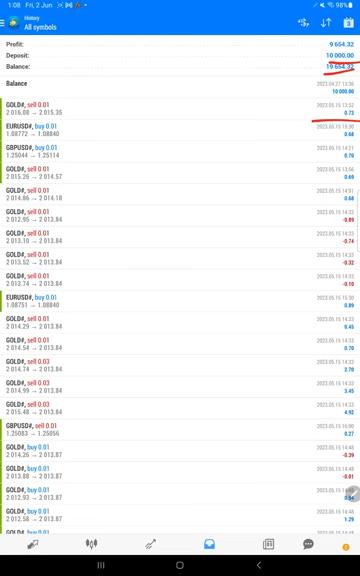 1:08 Fri, 2 Jun 98%
History
All symbols
Profit: 9 654.32
Deposit: 10 000.00
Balance: 19 654.32
Balance 2023.04.27 13:36
10 000.00
GOLD#, sell 0.01 2023.05.15 13:52
2 016.08 → 2 015.35 0.73
EURUSD#, buy 0.01 2023.05.15 15:30
1.08772 → 1.08840 0.68
GBPUSD#, buy 0.01 2023.05.15 14:21
1.25044 → 1.25114 0.70
GOLD#, sell 0.01 2023.05.15 13:56
2 015.26 → 2 014.57 0.69
GOLD#, sell 0.01 2023.05.15 14:01
2 014.86 → 2 014.18 0.68
GOLD#, sell 0.01 2023.05.15 14:33
2 012.95 → 2 013.84 -0.89
GOLD#, sell 0.01 2023.05.15 14:33
2 013.10 → 2 013.84 -0.74
GOLD#, sell 0.01 2023.05.15 14:33
2 013.52 → 2 013.84 -0.32
GOLD#, sell 0.01 2023.05.15 14:33
2 013.74 → 2 013.84 -0.10
EURUSD#, buy 0.01 2023.05.15 15:30
1.08751 → 1.08840 0.89
GOLD#, sell 0.01 2023.05.15 14:33
2 014.29 → 2 013.84 0.45
GOLD#, sell 0.01 2023.05.15 14:33
2 014.54 → 2 013.84 0.70
GOLD#, sell 0.03 2023.05.15 14:33
2 014.74 → 2 013.84 2.70
GOLD#, sell 0.03 2023.05.15 14:33
2 014.99 → 2 013.84 3.45
GOLD#, sell 0.03 2023.05.15 14:33
2 015.48 → 2 013.84 4.92
GBPUSD#, sell 0.01 2023.05.15 16:00
1.25083 → 1.25056 0.27
GOLD#, buy 0.01 2023.05.15 14:48
2 014.26 → 2 013.87 -0.39
GOLD#, buy 0.01 2023.05.15 14:48
2 013.88 → 2 013.87 -0.01
GOLD#, buy 0.01 2023.05.15 14:48
2 012.93 → 2 013.87 0.94
GOLD#, buy 0.01 2023.05.15 14:48
2 012.58 → 2 013.87 1.29
GOLD#, buy 0.01 2023.05.15 14:48